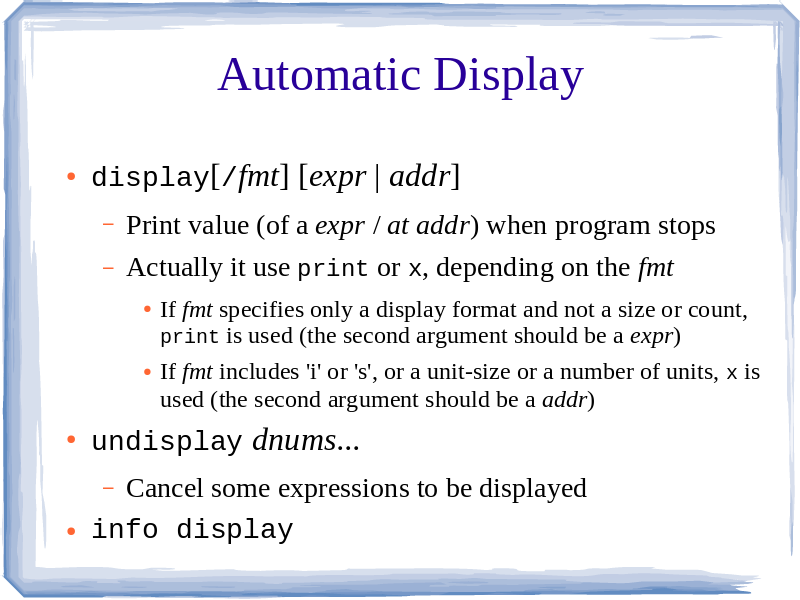 Automatic Display
• display[/fmt] [expr | addr]
– Print value (of a expr / at addr) when program stops
– Actually it use print or x, depending on the fmt
• If fmt specifies only a display format and not a size or count,
print is used (the second argument should be a expr)
• If fmt includes 'i' or 's', or a unit-size or a number of units, x is
used (the second argument should be a addr)
• undisplay dnums...
– Cancel some expressions to be displayed
• info display